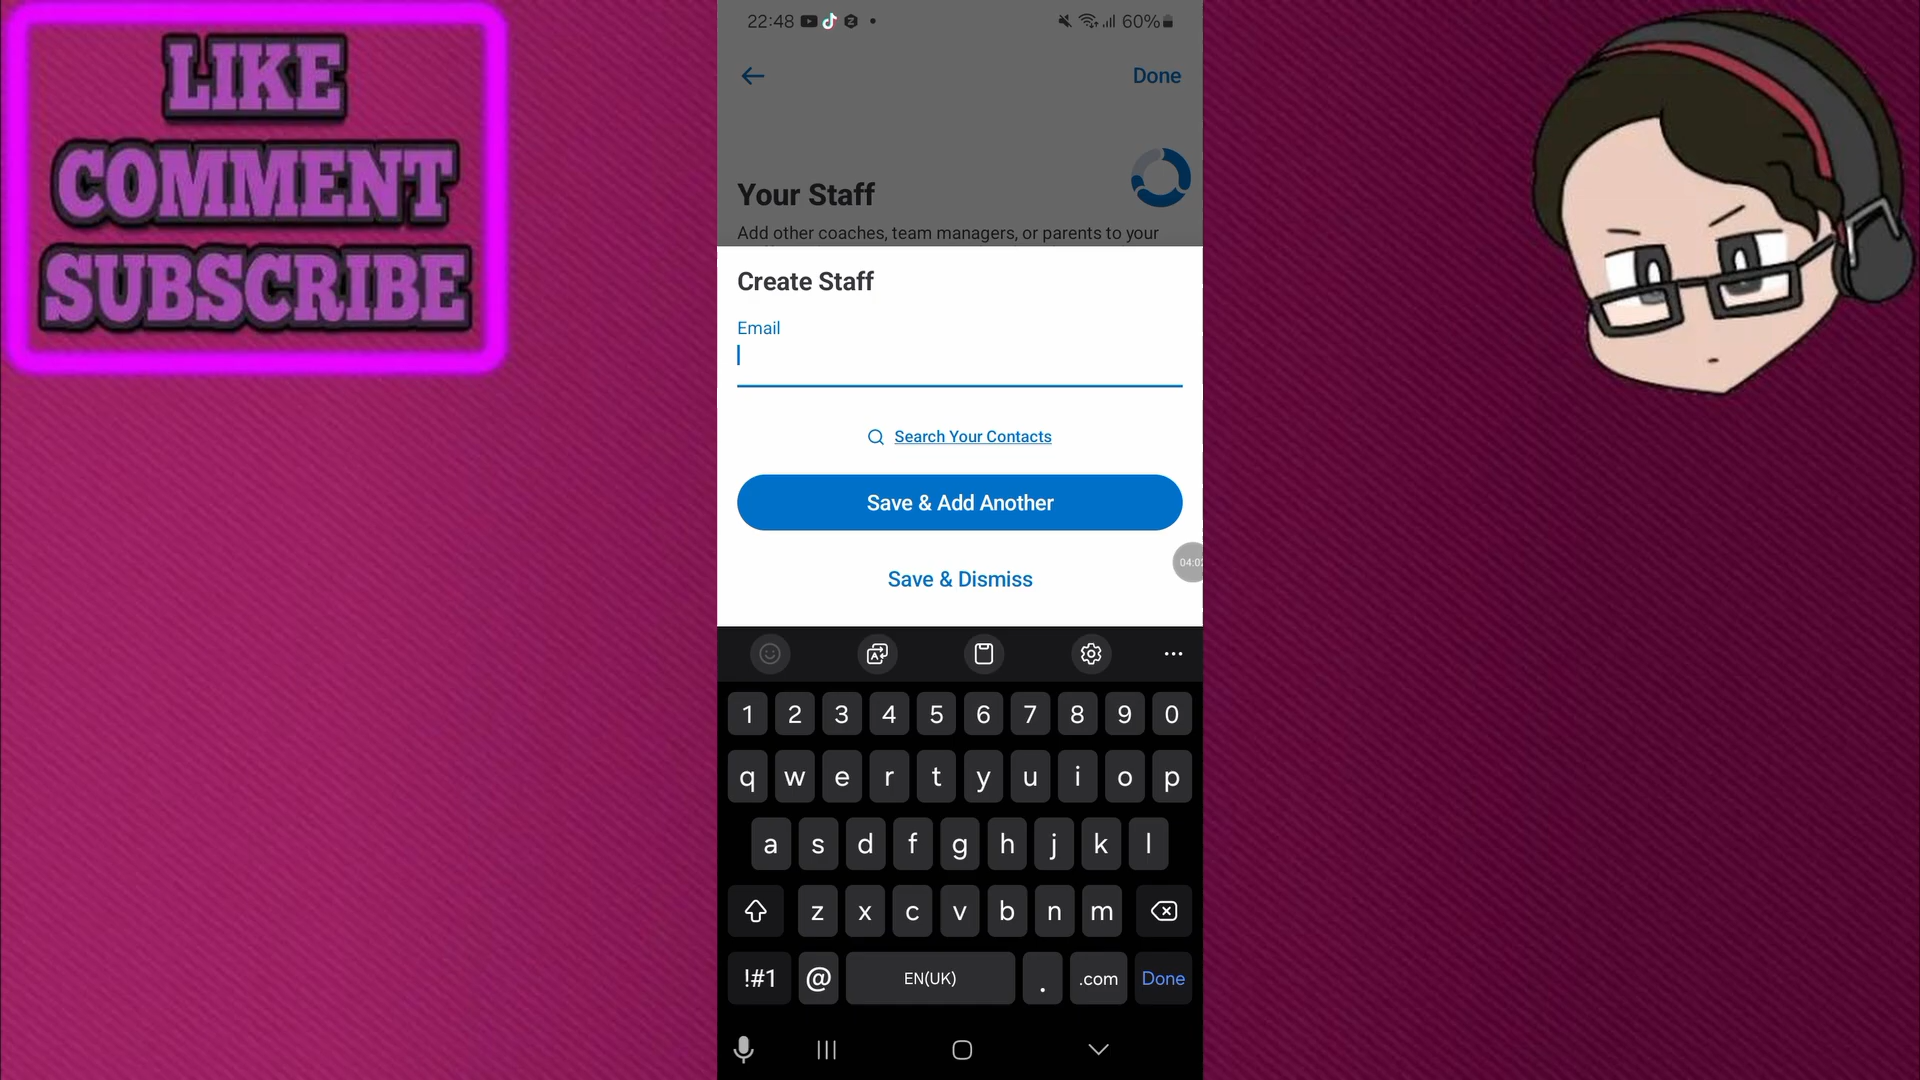 LIKE
COMMENT
SUBSCRIBE
22:48 60%
Done
Your Staff
Add other coaches, team managers, or parents to your
Create Staff
Email
Search Your Contacts
Save & Add Another
04:02
Save & Dismiss
1 2 3 4 5 6 7 8 9 0
q w e r t y u i o p
a s d f g h j k l
z x c v b n m
!#1 @ EN(UK) . .com Done